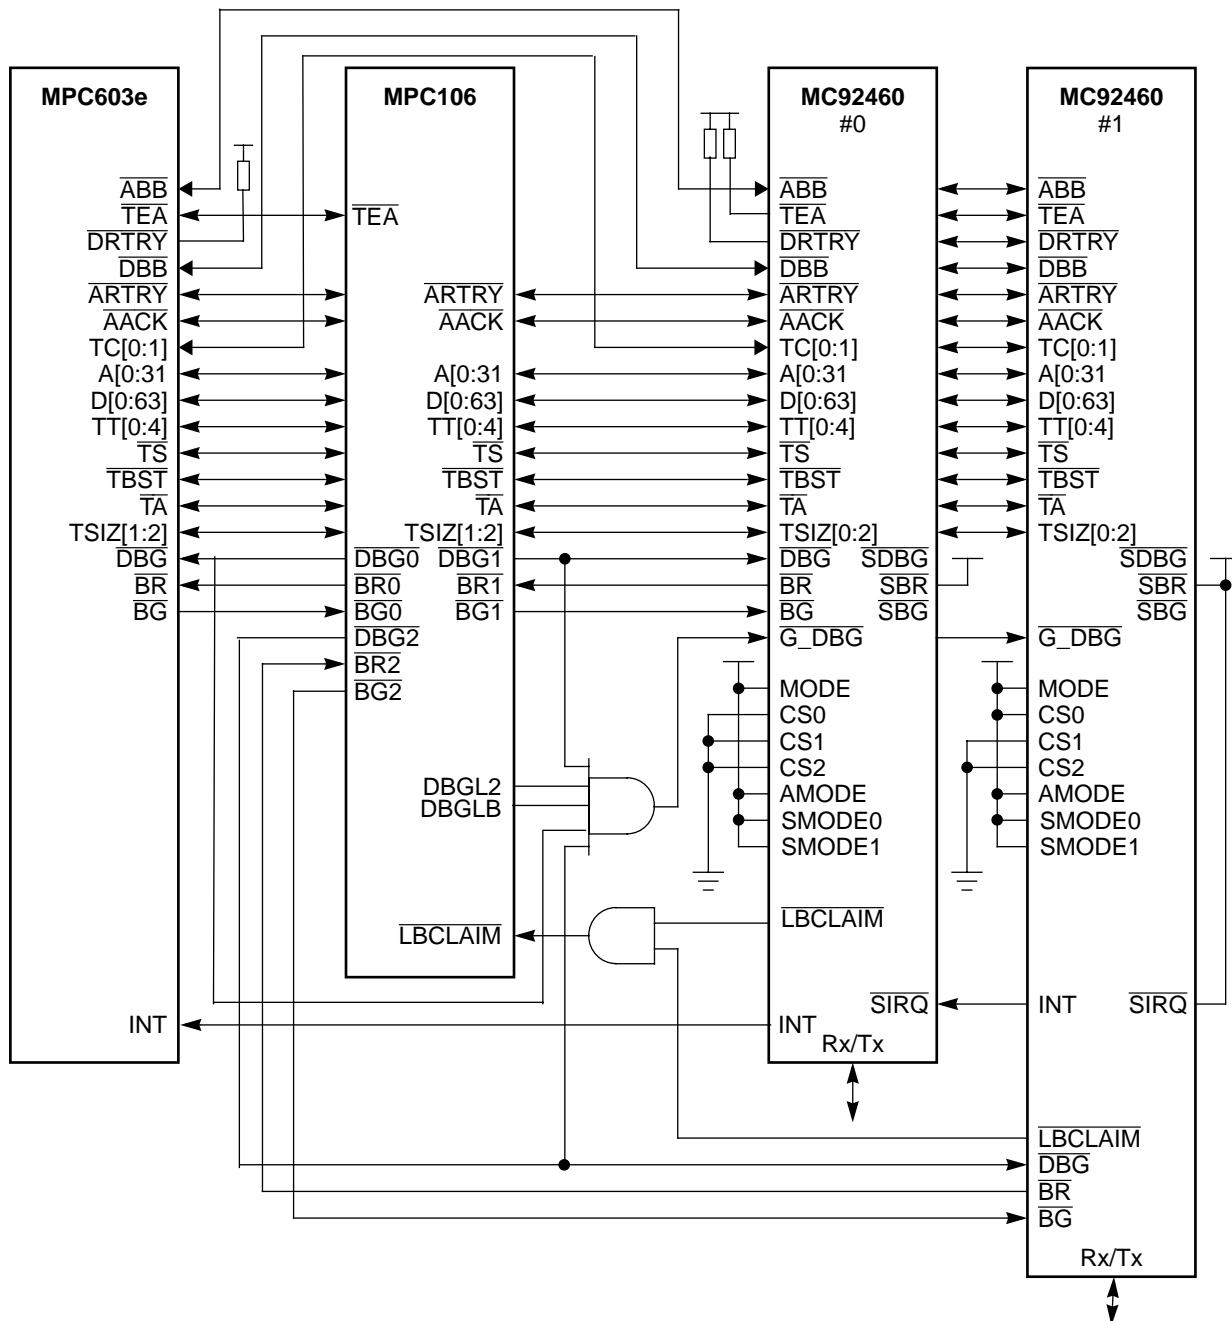 MPC603e
ABB
TEA
DRTRY
DBB
ARTRY
AACK
TC[0:1]
A[0:31
D[0:63]
TT[0:4]
TS
TBST
TA
TSIZ[1:2]
DBG
BR
BG
INT
MPC106
TEA
ARTRY
AACK
A[0:31
D[0:63]
TT[0:4]
TS
TBST
TA
TSIZ[1:2]
DBG0 DBG1
BR0 BR1
BG0 BG1
DBG2
BR2
BG2
DBGL2
DBGLB
LBCLAIM
MC92460
#0
ABB
TEA
DRTRY
DBB
ARTRY
AACK
TC[0:1]
A[0:31
D[0:63]
TT[0:4]
TS
TBST
TA
TSIZ[0:2]
DBG SDBG
BR SBR
BG SBG
G_DBG
MODE
CS0
CS1
CS2
AMODE
SMODE0
SMODE1
LBCLAIM
SIRQ
INT
Rx/Tx
MC92460
#1
ABB
TEA
DRTRY
DBB
ARTRY
AACK
TC[0:1]
A[0:31
D[0:63]
TT[0:4]
TS
TBST
TA
TSIZ[0:2]
SDBG
SBR
SBG
G_DBG
MODE
CS0
CS1
CS2
AMODE
SMODE0
SMODE1
INT SIRQ
LBCLAIM
DBG
BR
BG
Rx/Tx